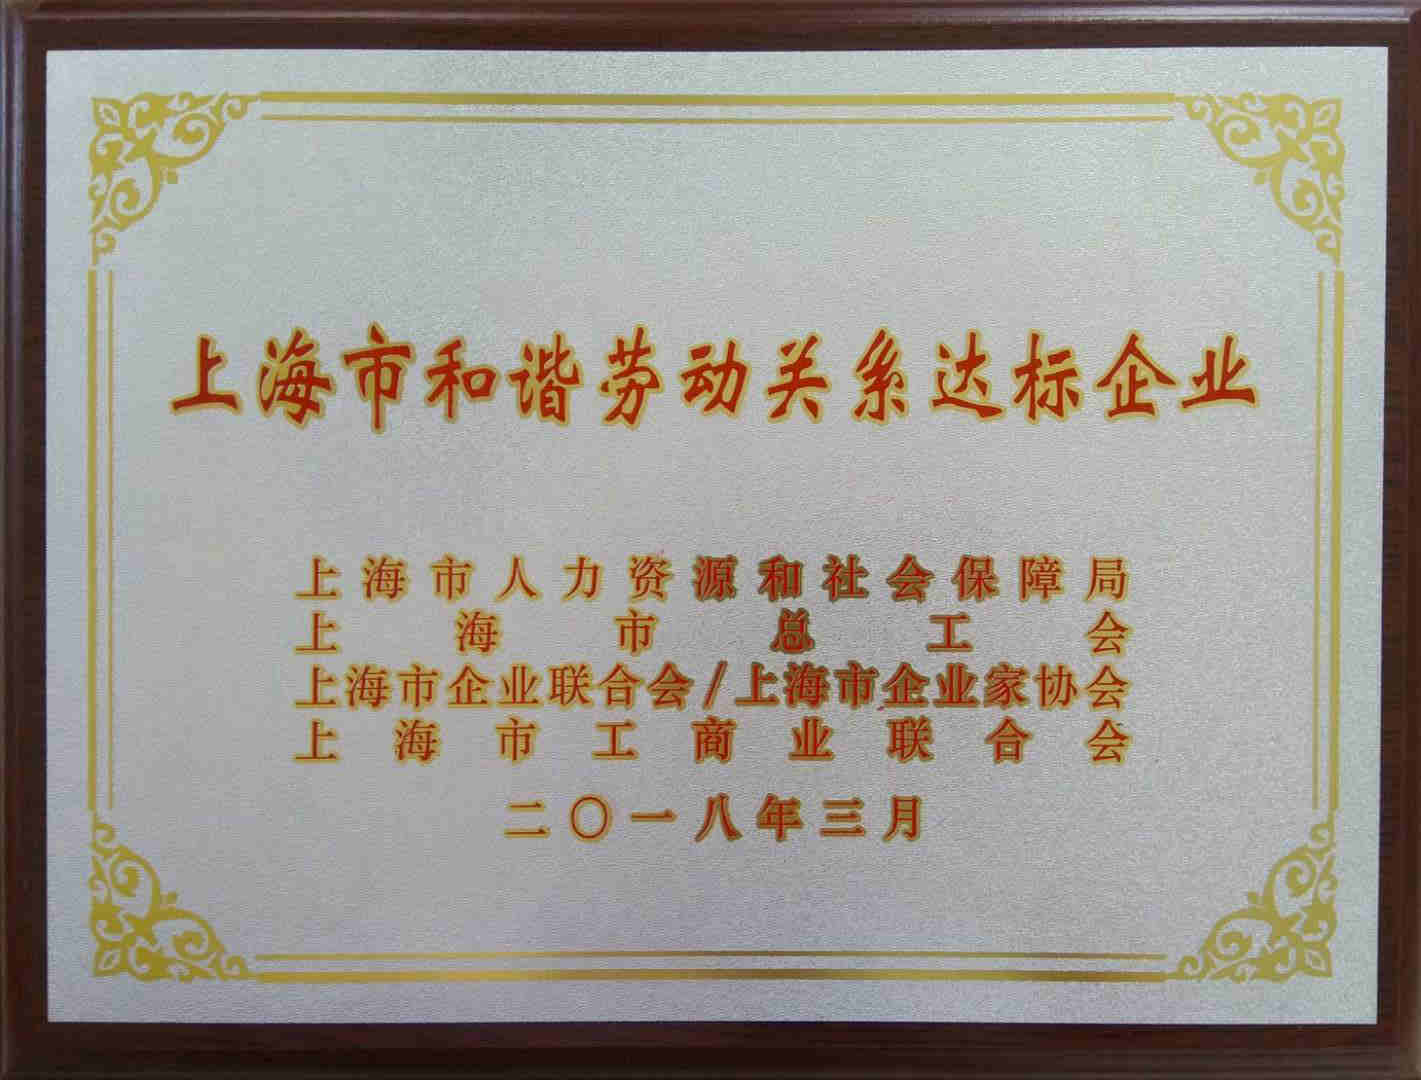 上海市和谐劳动关系达标企业
上海市人力资源和社会保障局
上海市总工会
上海市企业联合会/上海市企业家协会
上海市工商业联合会
二〇一八年三月